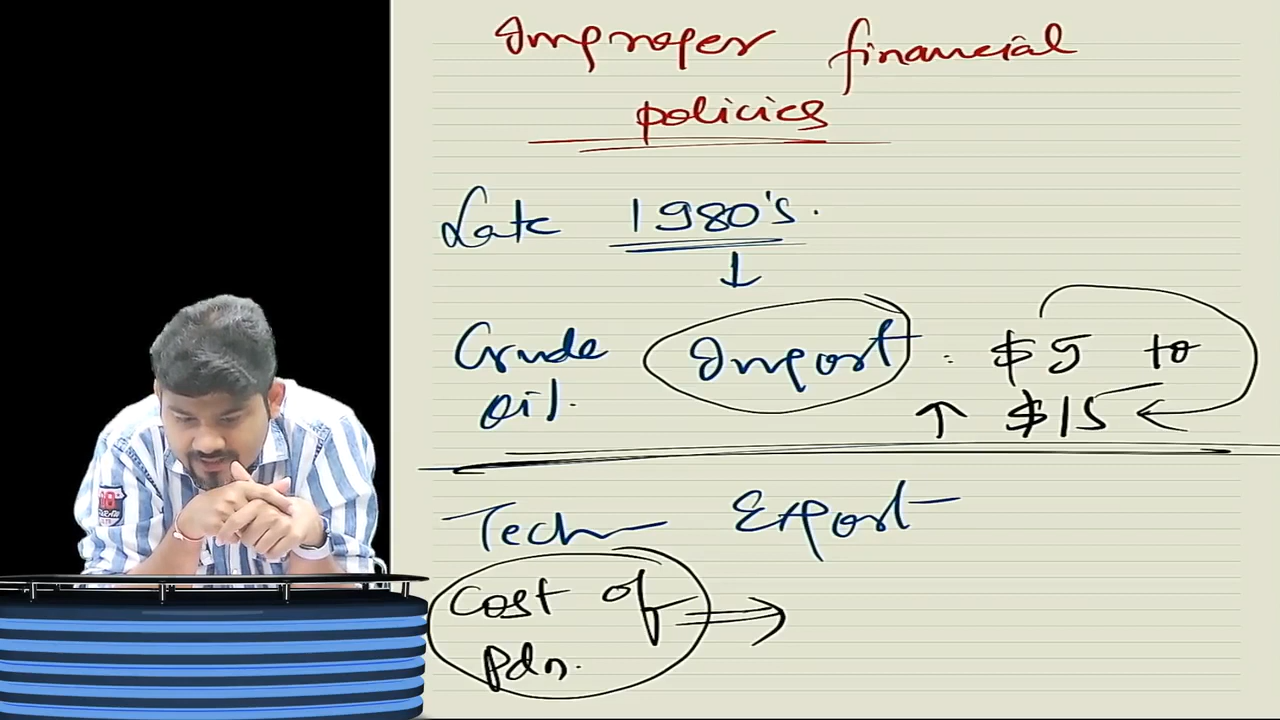 Improper financial
policies
Late 1980's.
↓
Crude Import : $5 to
oil. ↑ $15 ←
Tech Export
Cost of ⇒
Pdn.